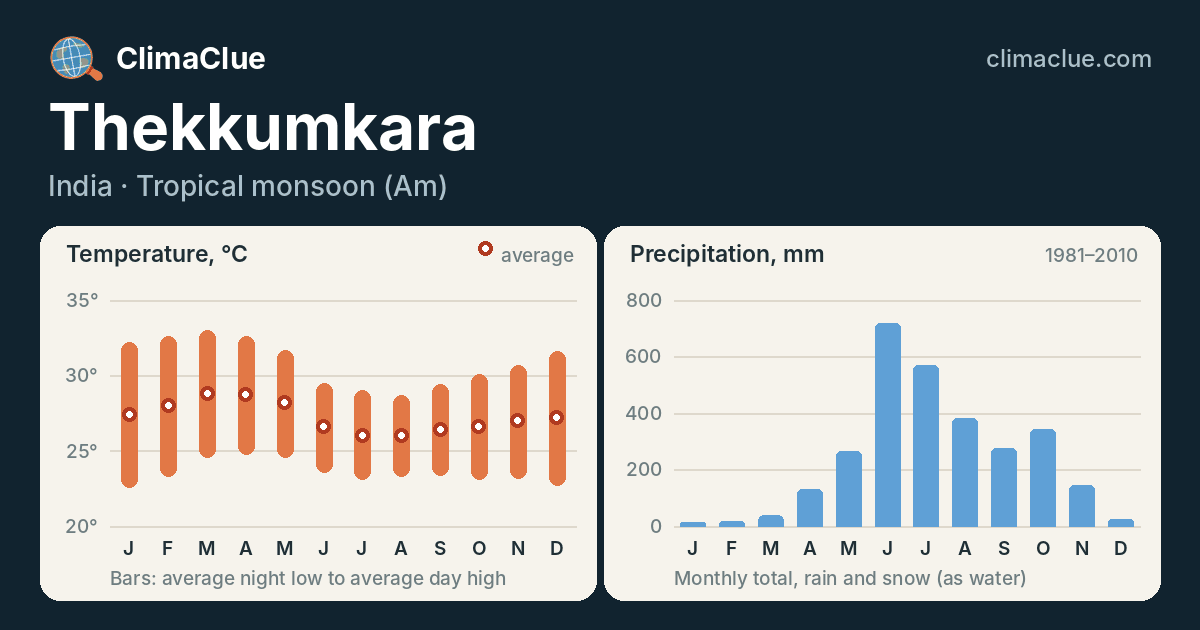 ClimaClue
climaclue.com
Thekkumkara
India · Tropical monsoon (Am)
Temperature, °C
average
35°
30°
25°
20°
J F M A M J J A S O N D
Bars: average night low to average day high
Precipitation, mm
1981–2010
800
600
400
200
0
J F M A M J J A S O N D
Monthly total, rain and snow (as water)